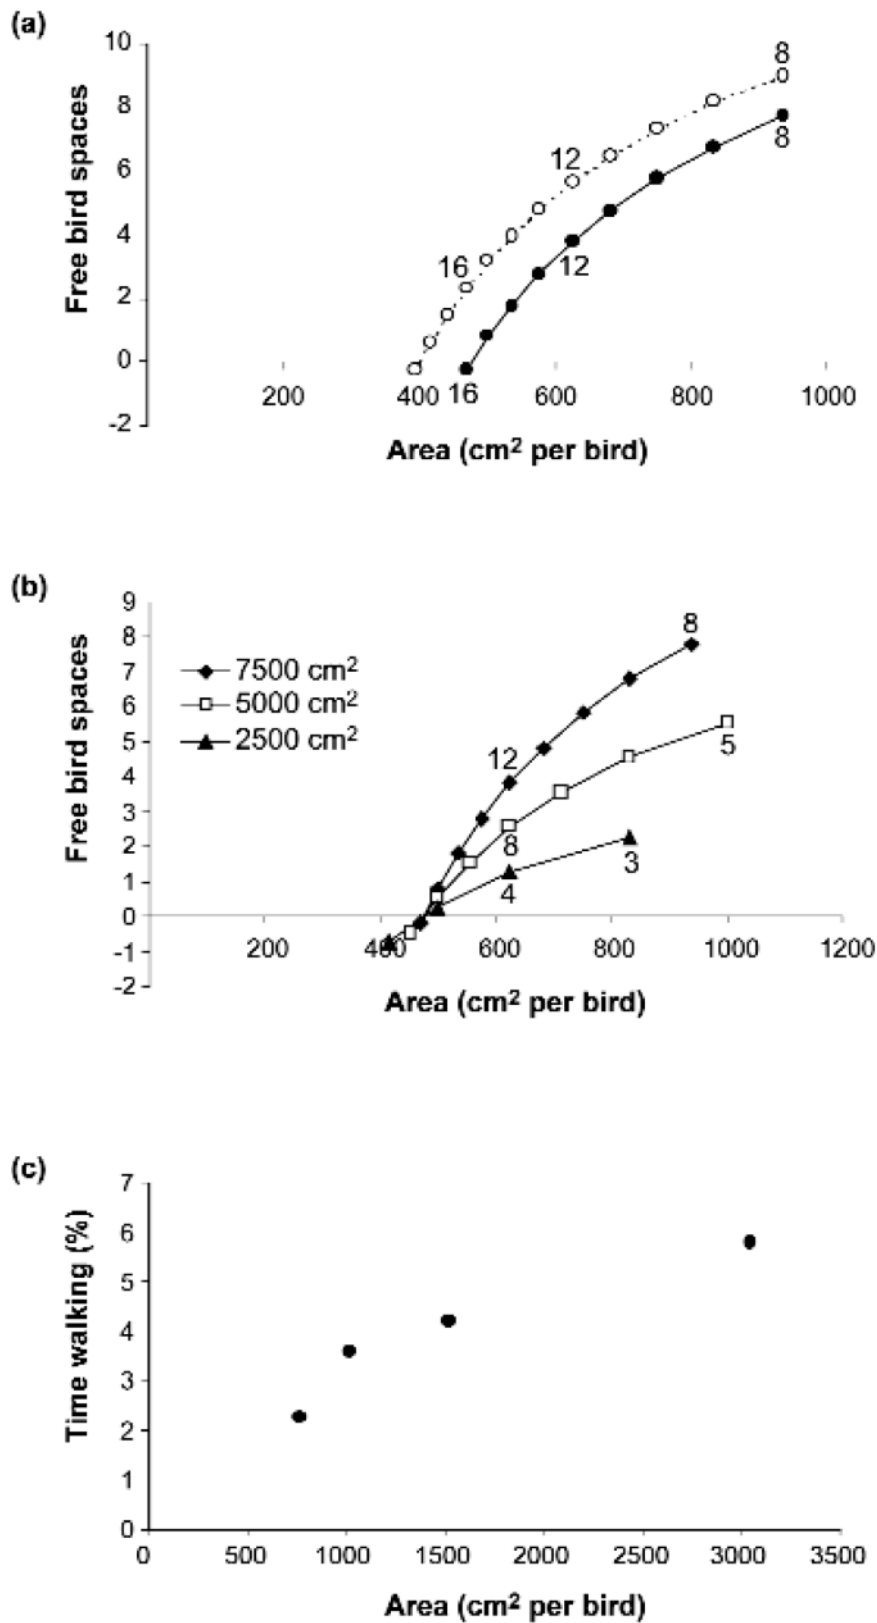 (a)
10
8
6
4
2
0
-2
Free bird spaces
8
12
16
8
12
16
200 400 600 800 1000
Area (cm² per bird)
(b)
9
8
7
6
5
4
3
2
1
0
-1
-2
Free bird spaces
7500 cm²
5000 cm²
2500 cm²
8
12
5
8
3
4
200 400 600 800 1000 1200
Area (cm² per bird)
(c)
7
6
5
4
3
2
1
0
Time walking (%)
0 500 1000 1500 2000 2500 3000 3500
Area (cm² per bird)